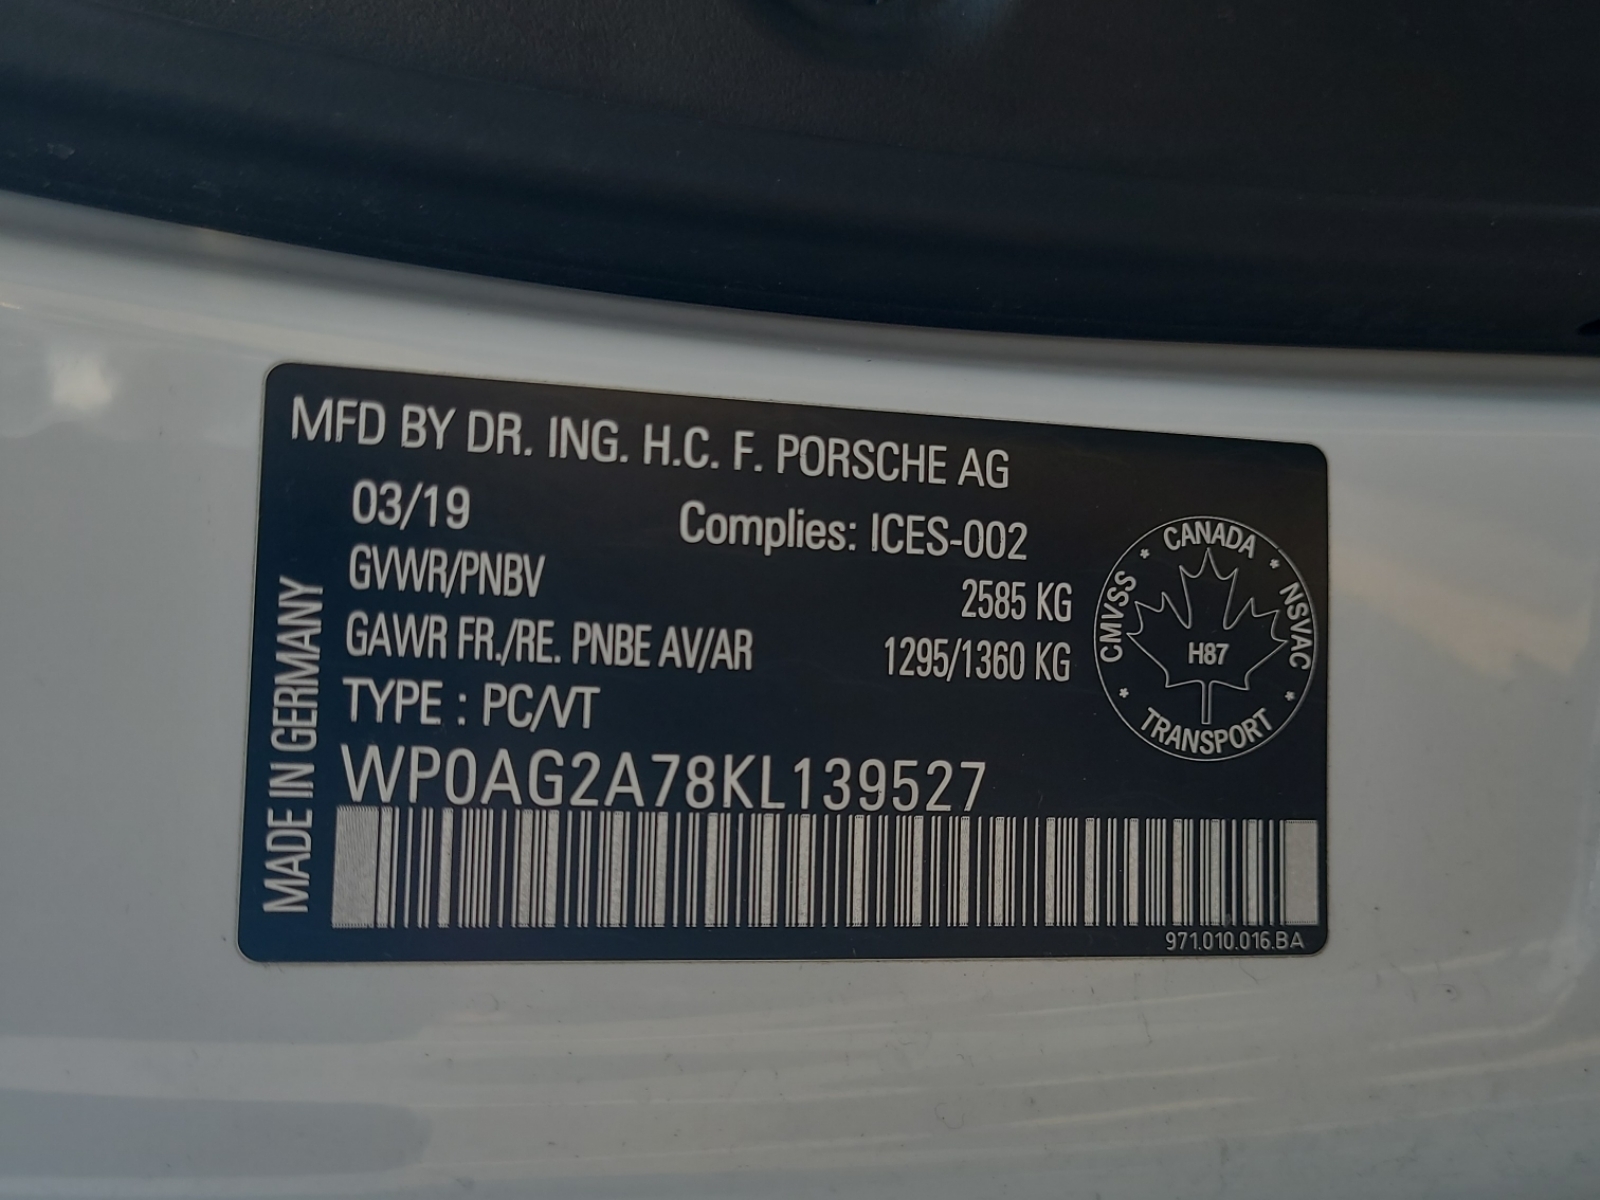 MFD BY DR. ING. H.C. F. PORSCHE AG
03/19
Complies: ICES-002
GVWR/PNBV 2585 KG
GAWR FR./RE. PNBE AV/AR 1295/1360 KG
TYPE : PC/VT
WP0AG2A78KL139527
MADE IN GERMANY
CANADA
CMVSS
NSVAC
H87
TRANSPORT
971.010.016.BA